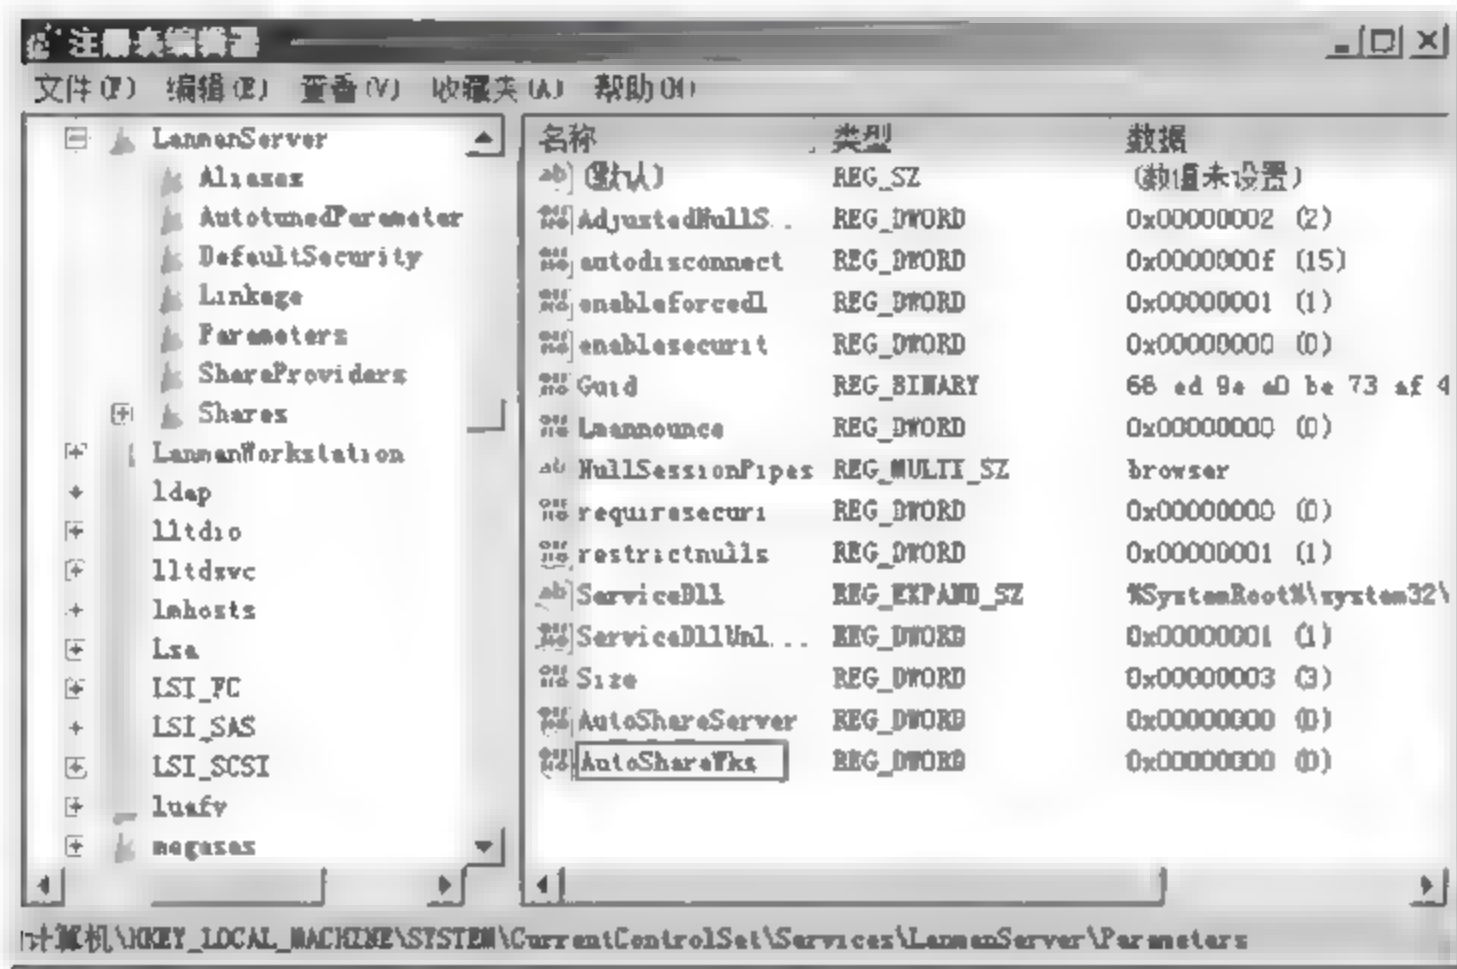 注册表编辑器
文件(F) 编辑(E) 查看(V) 收藏夹(A) 帮助(H)
LanmanServer
Aliases
AutotunedParameter
DefaultSecurity
Linkage
Parameters
ShareProviders
Shares
LanmanWorkstation
ldap
lltdio
lltdsvc
lmhosts
Lsa
LSI_FC
LSI_SAS
LSI_SCSI
luafv
megasas
名称 类型 数据
(默认) REG_SZ (数值未设置)
AdjustedNullS... REG_DWORD 0x00000002 (2)
autodisconnect REG_DWORD 0x0000000f (15)
enableforcedl REG_DWORD 0x00000001 (1)
enablesecurit REG_DWORD 0x00000000 (0)
Guid REG_BINARY 68 ed 9e a0 be 73 af 4
Lmannounce REG_DWORD 0x00000000 (0)
NullSessionPipes REG_MULTI_SZ browser
requiresecuri REG_DWORD 0x00000000 (0)
restrictnulls REG_DWORD 0x00000001 (1)
ServiceDll REG_EXPAND_SZ %SystemRoot%\system32\
ServiceDllUnl... REG_DWORD 0x00000001 (1)
Size REG_DWORD 0x00000003 (3)
AutoShareServer REG_DWORD 0x00000000 (0)
AutoShareWks REG_DWORD 0x00000000 (0)
计算机\HKEY_LOCAL_MACHINE\SYSTEM\CurrentControlSet\Services\LanmanServer\Parameters